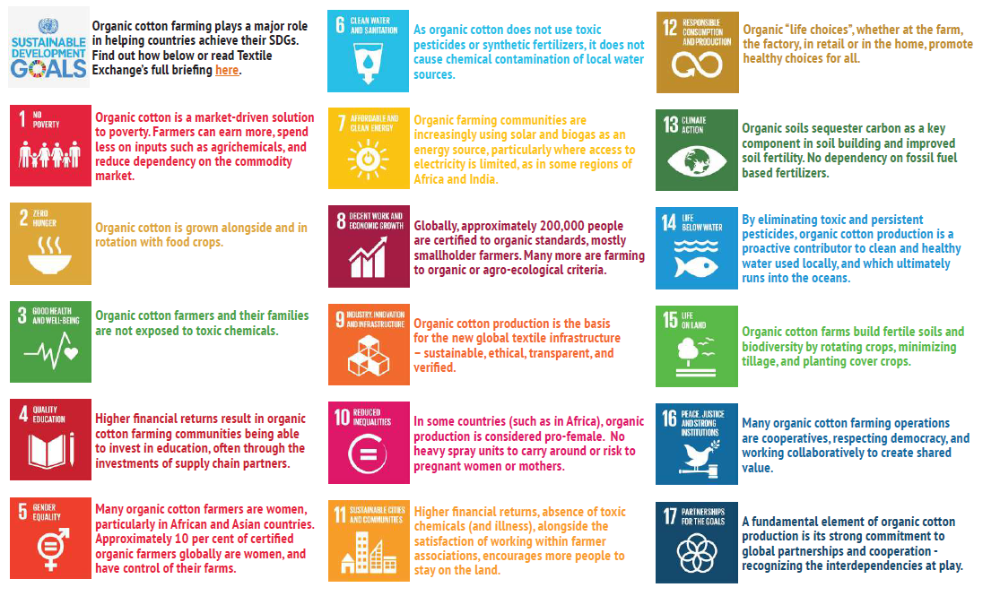 SUSTAINABLE
DEVELOPMENT
GOALS
Organic cotton farming plays a major role
in helping countries achieve their SDGs.
Find out how below or read Textile
Exchange's full briefing here.
1 NO
POVERTY
Organic cotton is a market-driven solution
to poverty. Farmers can earn more, spend
less on inputs such as agrichemicals, and
reduce dependency on the commodity
market.
2 ZERO
HUNGER
Organic cotton is grown alongside and in
rotation with food crops.
3 GOOD HEALTH
AND WELL-BEING
Organic cotton farmers and their families
are not exposed to toxic chemicals.
4 QUALITY
EDUCATION
Higher financial returns result in organic
cotton farming communities being able
to invest in education, often through the
investments of supply chain partners.
5 GENDER
EQUALITY
Many organic cotton farmers are women,
particularly in African and Asian countries.
Approximately 10 per cent of certified
organic farmers globally are women, and
have control of their farms.
6 CLEAN WATER
AND SANITATION
As organic cotton does not use toxic
pesticides or synthetic fertilizers, it does not
cause chemical contamination of local water
sources.
7 AFFORDABLE AND
CLEAN ENERGY
Organic farming communities are
increasingly using solar and biogas as an
energy source, particularly where access to
electricity is limited, as in some regions of
Africa and India.
8 DECENT WORK AND
ECONOMIC GROWTH
Globally, approximately 200,000 people
are certified to organic standards, mostly
smallholder farmers. Many more are farming
to organic or agro-ecological criteria.
9 INDUSTRY, INNOVATION
AND INFRASTRUCTURE
Organic cotton production is the basis
for the new global textile infrastructure
– sustainable, ethical, transparent, and
verified.
10 REDUCED
INEQUALITIES
In some countries (such as in Africa), organic
production is considered pro-female. No
heavy spray units to carry around or risk to
pregnant women or mothers.
11 SUSTAINABLE CITIES
AND COMMUNITIES
Higher financial returns, absence of toxic
chemicals (and illness), alongside the
satisfaction of working within farmer
associations, encourages more people to
stay on the land.
12 RESPONSIBLE
CONSUMPTION
AND PRODUCTION
Organic “life choices”, whether at the farm,
the factory, in retail or in the home, promote
healthy choices for all.
13 CLIMATE
ACTION
Organic soils sequester carbon as a key
component in soil building and improved
soil fertility. No dependency on fossil fuel
based fertilizers.
14 LIFE
BELOW WATER
By eliminating toxic and persistent
pesticides, organic cotton production is a
proactive contributor to clean and healthy
water used locally, and which ultimately
runs into the oceans.
15 LIFE
ON LAND
Organic cotton farms build fertile soils and
biodiversity by rotating crops, minimizing
tillage, and planting cover crops.
16 PEACE, JUSTICE
AND STRONG
INSTITUTIONS
Many organic cotton farming operations
are cooperatives, respecting democracy, and
working collaboratively to create shared
value.
17 PARTNERSHIPS
FOR THE GOALS
A fundamental element of organic cotton
production is its strong commitment to
global partnerships and cooperation -
recognizing the interdependencies at play.